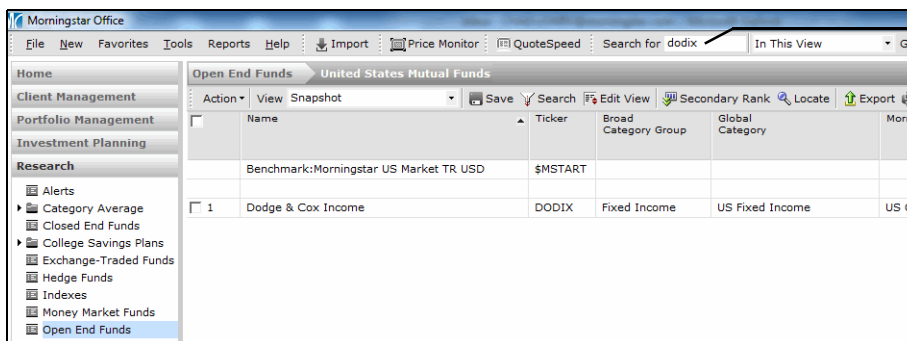 Morningstar Office
File New Favorites Tools Reports Help Import Price Monitor QuoteSpeed Search for dodix In This View G
Home
Open End Funds United States Mutual Funds
Client Management
Action View Snapshot Save Search Edit View Secondary Rank Locate Export
Portfolio Management
Name Ticker Broad Category Group Global Category Mor
Investment Planning
Research
Benchmark:Morningstar US Market TR USD $MSTART
Alerts
Category Average
1 Dodge & Cox Income DODIX Fixed Income US Fixed Income US
Closed End Funds
College Savings Plans
Exchange-Traded Funds
Hedge Funds
Indexes
Money Market Funds
Open End Funds